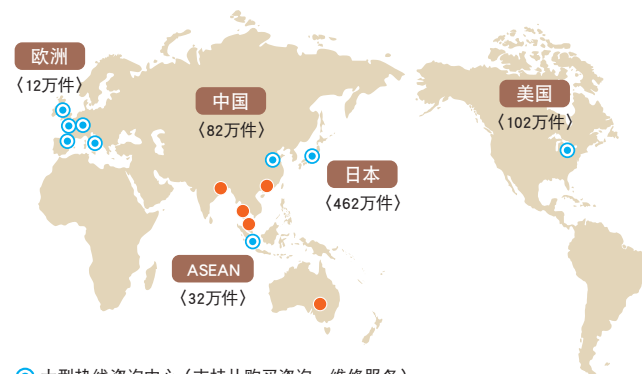 欧洲
〈12万件〉
中国
〈82万件〉
美国
〈102万件〉
日本
〈462万件〉
ASEAN
〈32万件〉